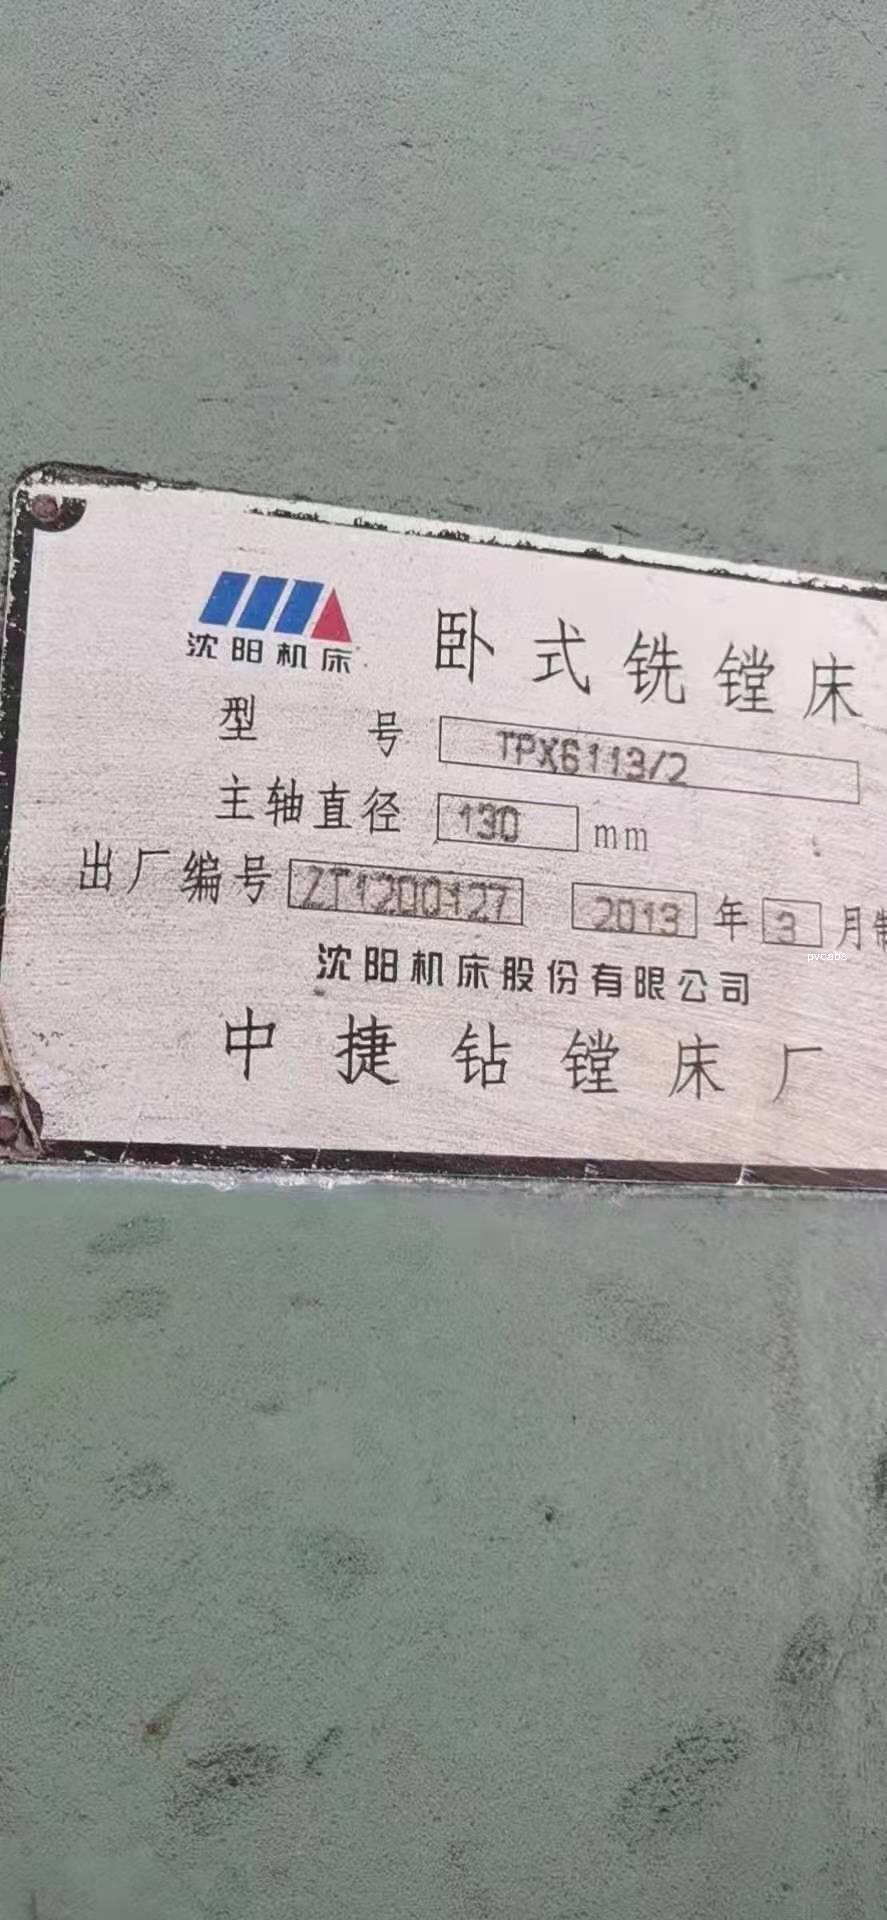 沈阳机床
卧式铣镗床
型号 TPX6113/2
主轴直径 130 mm
出厂编号 ZT1200127 2013 年 3 月制
pvcabs
沈阳机床股份有限公司
中捷钻镗床厂